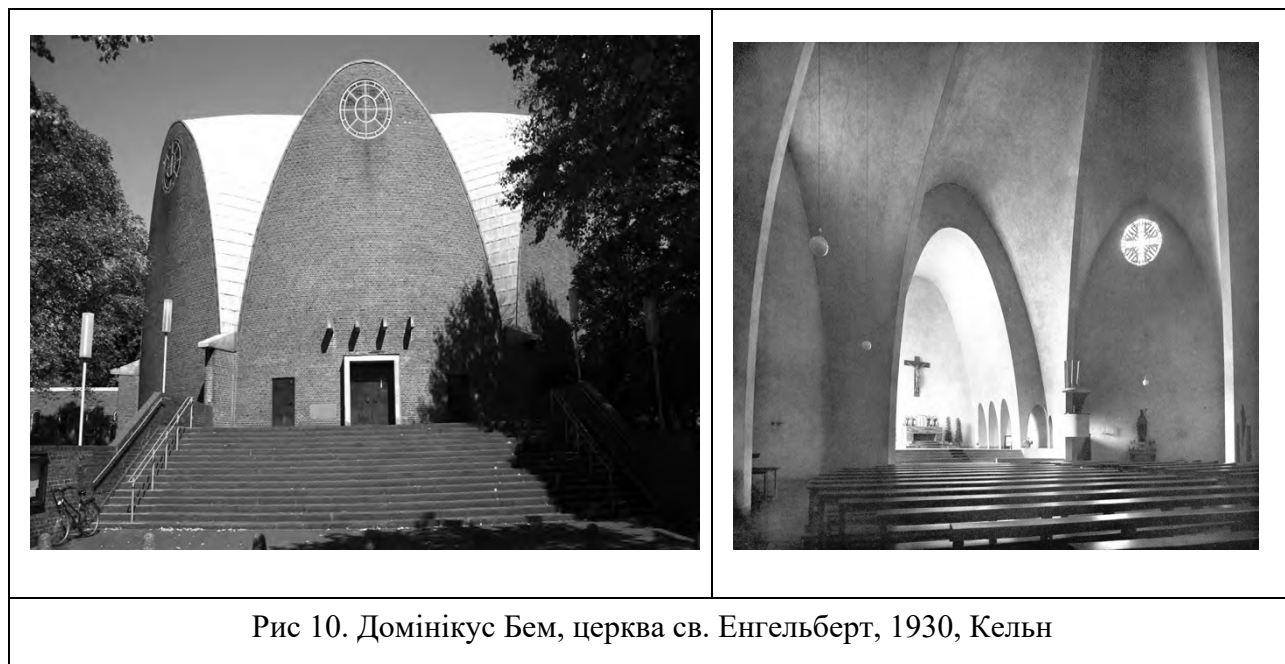 Рис 10. Домінікус Бем, церква св. Енгельберт, 1930, Кельн